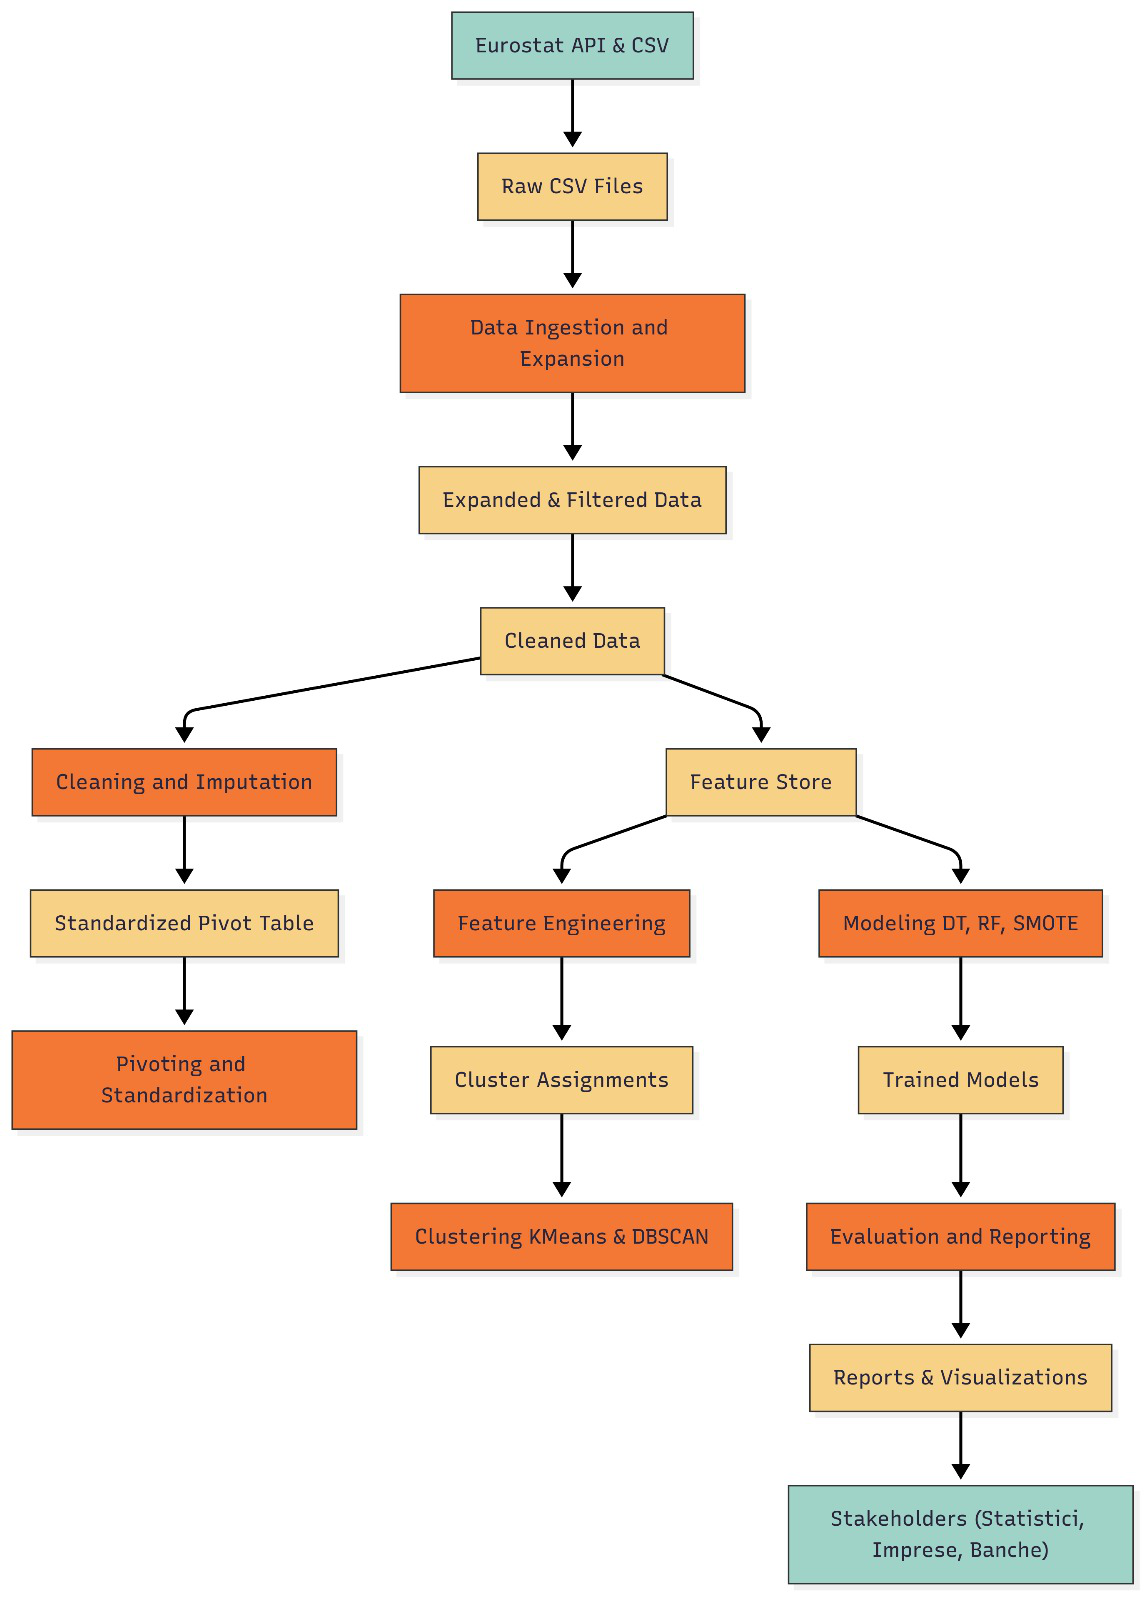 Eurostat API & CSV
Raw CSV Files
Data Ingestion and
Expansion
Expanded & Filtered Data
Cleaned Data
Cleaning and Imputation
Feature Store
Standardized Pivot Table
Feature Engineering
Modeling DT, RF, SMOTE
Pivoting and
Standardization
Cluster Assignments
Trained Models
Clustering KMeans & DBSCAN
Evaluation and Reporting
Reports & Visualizations
Stakeholders (Statistici,
Imprese, Banche)